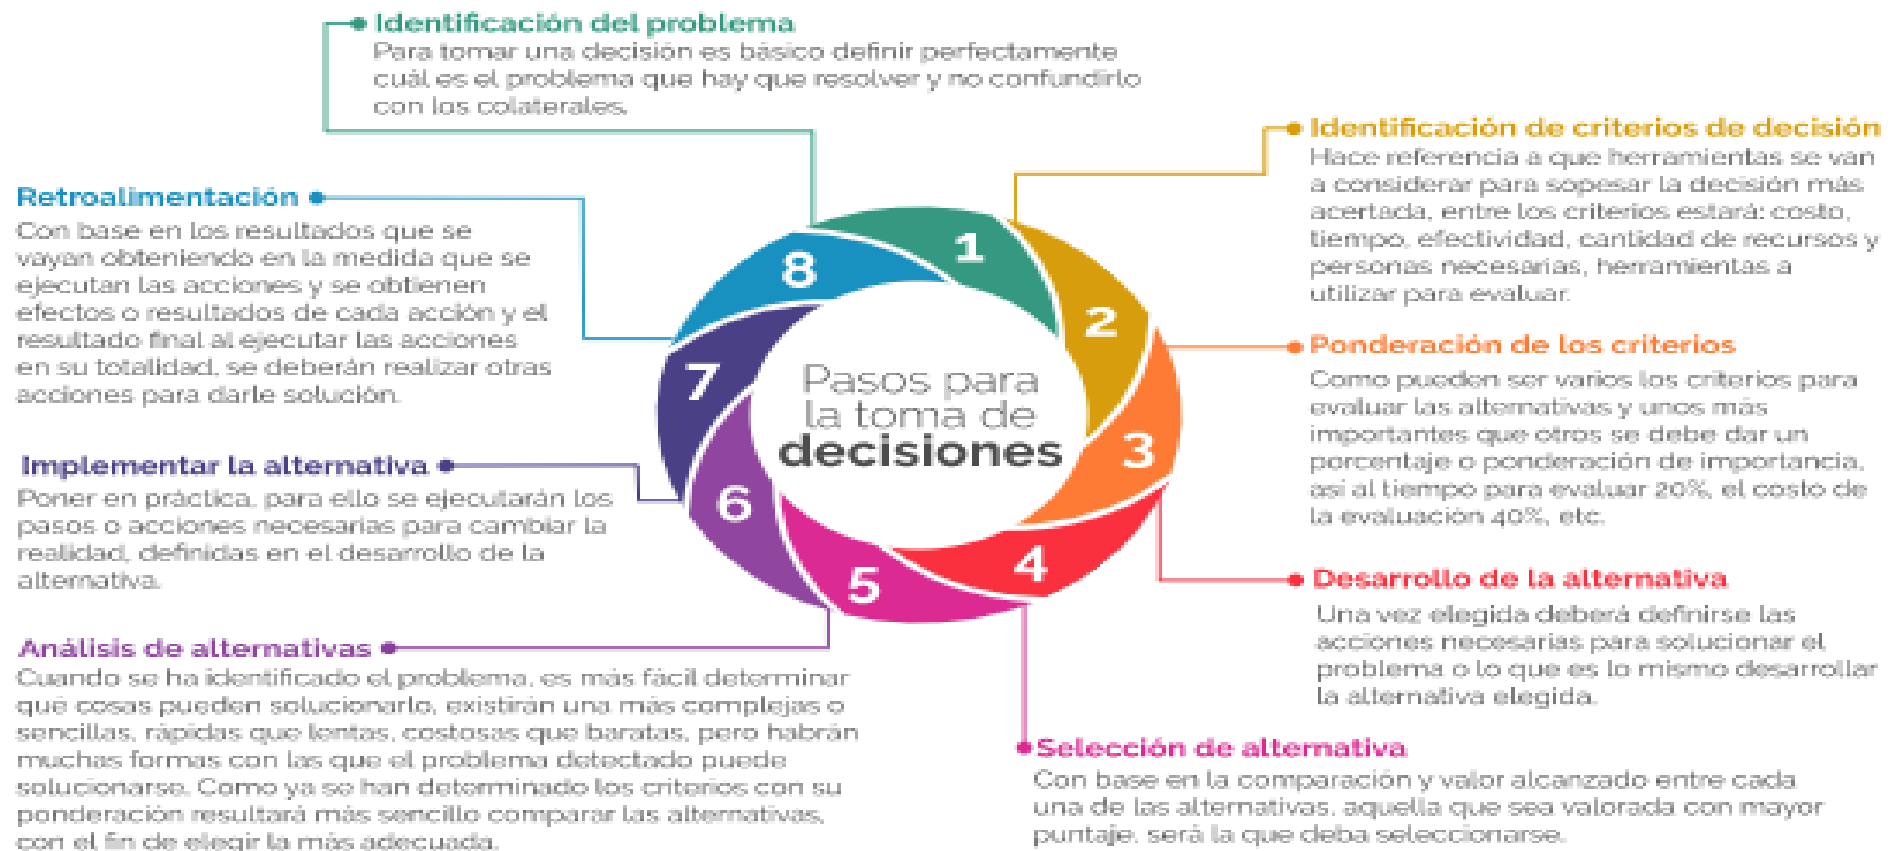 Identificación del problema
Para tomar una decisión es básico definir perfectamente
cuál es el problema que hay que resolver y no confundirlo
con los colaterales.
Identificación de criterios de decisión
Hace referencia a que herramientas se van
a considerar para sopesar la decisión más
acertada, entre los criterios estará: costo,
tiempo, efectividad, cantidad de recursos y
personas necesarias, herramientas a
utilizar para evaluar.
Ponderación de los criterios
Como pueden ser varios los criterios para
evaluar las alternativas y unos más
importantes que otros se debe dar un
porcentaje o ponderación de importancia,
así al tiempo para evaluar 20%, el costo de
la evaluación 40%, etc.
Desarrollo de la alternativa
Una vez elegida deberá definirse las
acciones necesarias para solucionar el
problema o lo que es lo mismo desarrollar
la alternativa elegida.
Selección de alternativa
Con base en la comparación y valor alcanzado entre cada
una de las alternativas, aquella que sea valorada con mayor
puntaje, será la que deba seleccionarse.
Análisis de alternativas
Cuando se ha identificado el problema, es más fácil determinar
qué cosas pueden solucionarlo, existirán una más complejas o
sencillas, rápidas que lentas, costosas que baratas, pero habrán
muchas formas con las que el problema detectado puede
solucionarse. Como ya se han determinado los criterios con su
ponderación resultará más sencillo comparar las alternativas,
con el fin de elegir la más adecuada.
Implementar la alternativa
Poner en práctica, para ello se ejecutarán los
pasos o acciones necesarias para cambiar la
realidad, definidas en el desarrollo de la
alternativa.
Retroalimentación
Con base en los resultados que se
vayan obteniendo en la medida que se
ejecutan las acciones y se obtienen
efectos o resultados de cada acción y el
resultado final al ejecutar las acciones
en su totalidad, se deberán realizar otras
acciones para darle solución.
Pasos para
la toma de
decisiones
1
2
3
4
5
6
7
8